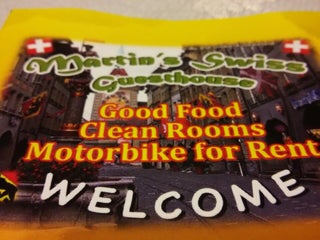 Martin's Swiss
Guesthouse
Good Food
Clean Rooms
Motorbike for Rent
WELCOME